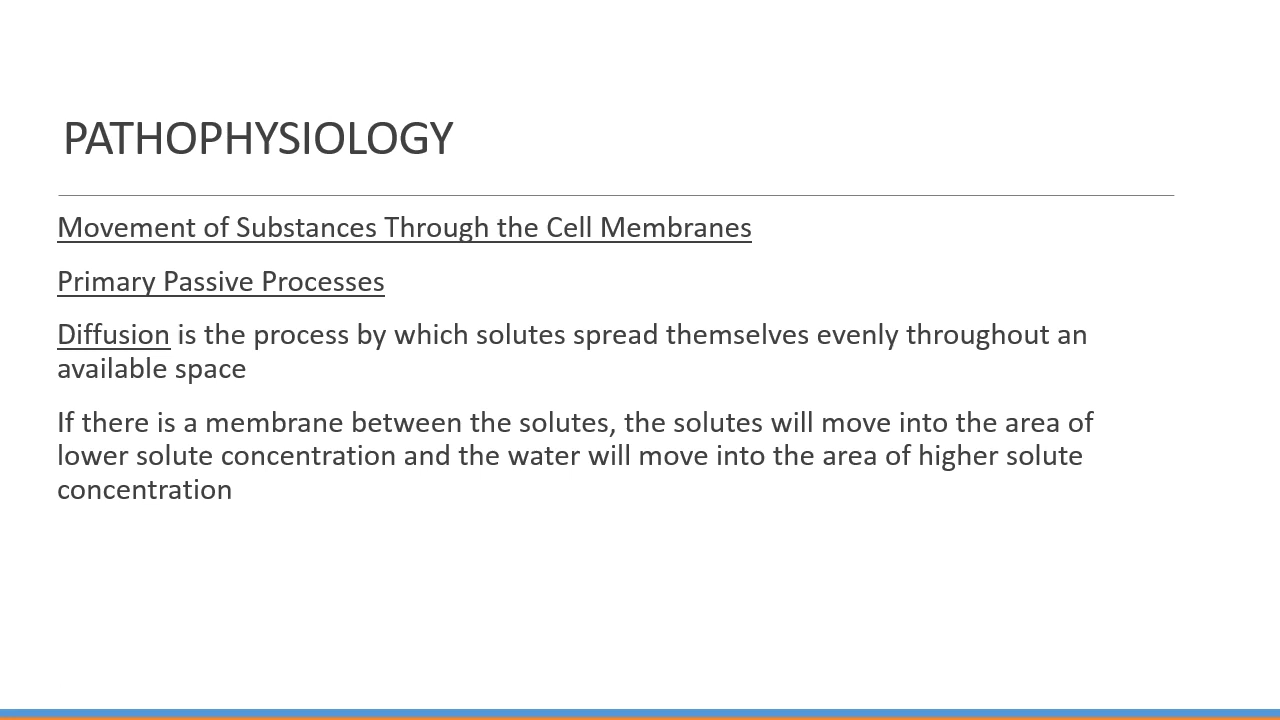 PATHOPHYSIOLOGY
Movement of Substances Through the Cell Membranes
Primary Passive Processes
Diffusion is the process by which solutes spread themselves evenly throughout an
available space
If there is a membrane between the solutes, the solutes will move into the area of
lower solute concentration and the water will move into the area of higher solute
concentration